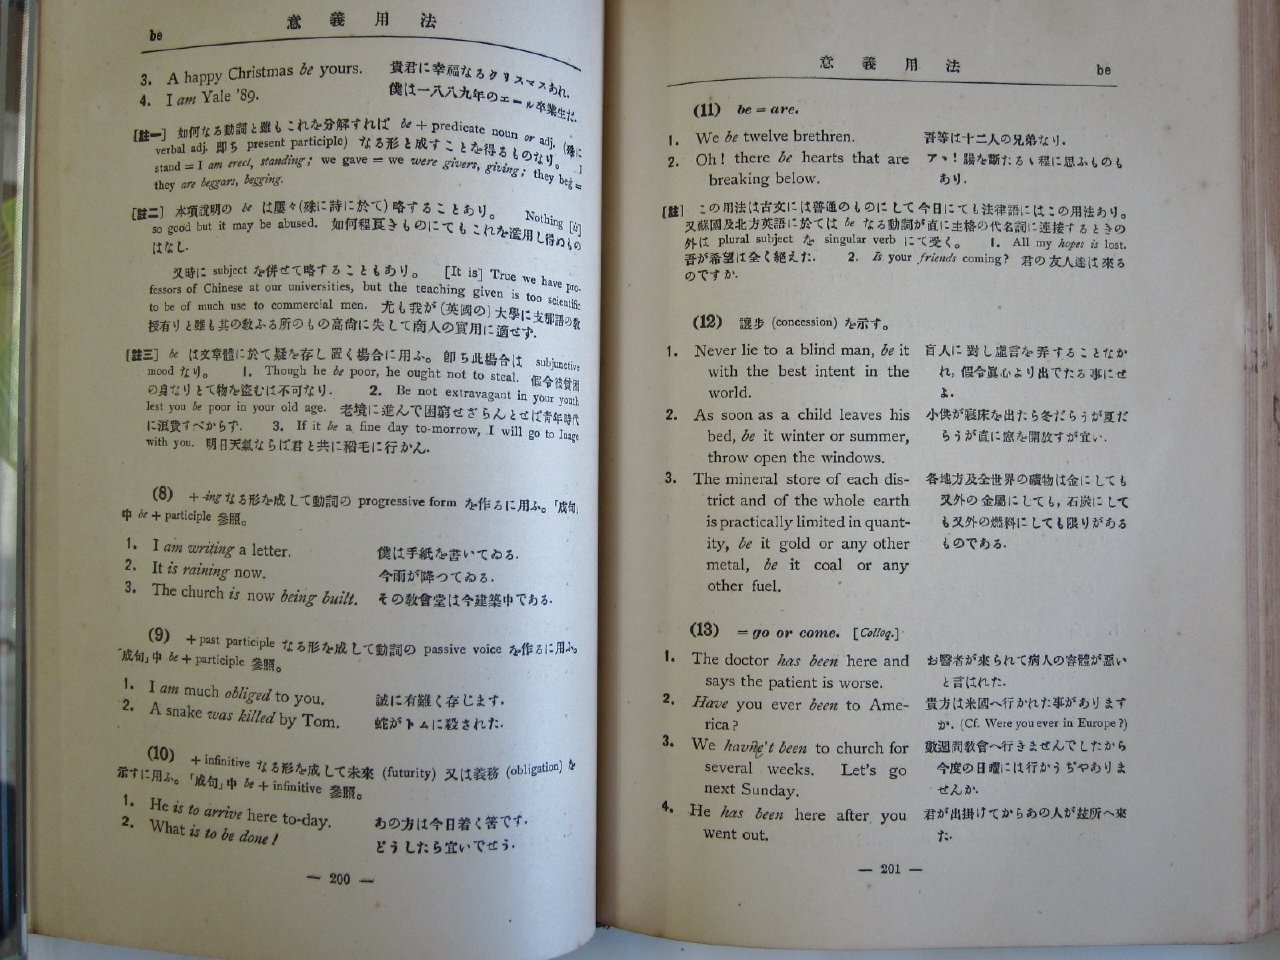 be 意義用法
3. A happy Christmas be yours. 貴君に幸福なるクリスマスあれ.
4. I am Yale '89. 僕は一八八九年のエール卒業生だ.
[註一] 如何なる動詞と雖もこれを分解すれば be + predicate noun or adj. (殊に
verbal adj. 即ち present participle) なる形と成すことを得るものなり。 I
stand = I am erect, standing; we gave = we were givers, giving; they beg =
they are beggars, begging.
[註二] 本項說明の be は屢々(殊に詩に於て)略することあり。 Nothing [is]
so good but it may be abused. 如何程良きものにてもこれを濫用し得ぬもの
はなし.
又時に subject を併せて略することもあり。 [It is] True we have pro-
fessors of Chinese at our universities, but the teaching given is too scientific
to be of much use to commercial men. 尤も我が(英國の)大學に支那語の敎
授有りと雖も其の敎ふる所のもの高尙に失して商人の實用に適せず.
[註三] be は文章體に於て疑を存し置く場合に用ふ。卽ち此場合は subjunctive
mood なり。 1. Though he be poor, he ought not to steal. 假令彼貧困
の身なりとて物を盜むは不可なり. 2. Be not extravagant in your youth
lest you be poor in your old age. 老境に進んで困窮せざらんとせば靑年時代
に浪費すべからず. 3. If it be a fine day to-morrow, I will go to Inage
with you. 明日天氣ならば君と共に稻毛に行かん.
(8) + -ing なる形を成して動詞の progressive form を作るに用ふ。「成句」
中 be + participle 參照。
1. I am writing a letter. 僕は手紙を書いてゐる.
2. It is raining now. 今雨が降つてゐる.
3. The church is now being built. その敎會堂は今建築中である.
(9) + past participle なる形を成して動詞の passive voice を作るに用ふ。
「成句」中 be + participle 參照。
1. I am much obliged to you. 誠に有難く存じます.
2. A snake was killed by Tom. 蛇がトムに殺された.
(10) + infinitive なる形を成して未來 (futurity) 又は義務 (obligation) を
示すに用ふ。「成句」中 be + infinitive 參照。
1. He is to arrive here to-day. あの方は今日着く筈です.
2. What is to be done! どうしたら宜いでせう.
— 200 —
意義用法 be
(11) be = are.
1. We be twelve brethren. 吾等は十二人の兄弟なり.
2. Oh! there be hearts that are アヽ! 腸を斷たるヽ程に思ふものも
breaking below. あり.
[註] この用法は古文には普通のものにして今日にても法律語にはこの用法あり。
又蘇國及北方英語に於ては be なる動詞が直に主格の代名詞に連接するときの
外は plural subject を singular verb にて受く。 1. All my hopes is lost.
吾が希望は全く絕えた. 2. Is your friends coming? 君の友人達は來る
のですか.
(12) 讓步 (concession) を示す。
1. Never lie to a blind man, be it 盲人に對し虛言を弄することなか
with the best intent in the れ, 假令眞心より出でたる事にせ
world. よ.
2. As soon as a child leaves his 小供が寢床を出たら冬だらうが夏だ
bed, be it winter or summer, らうが直に窓を開放すが宜い.
throw open the windows.
3. The mineral store of each dis- 各地方及全世界の礦物は金にしても
trict and of the whole earth 又外の金屬にしても, 石炭にして
is practically limited in quant- も又外の燃料にしても限りがある
ity, be it gold or any other ものである.
metal, be it coal or any
other fuel.
(13) = go or come. [Colloq.]
1. The doctor has been here and お醫者が來られて病人の容體が惡い
says the patient is worse. と言はれた.
2. Have you ever been to Ame- 貴方は米國へ行かれた事があります
rica? か. (Cf. Were you ever in Europe?)
3. We havne't been to church for 數週間敎會へ行きませんでしたから
several weeks. Let's go 今度の日曜には行かうぢやありま
next Sunday. せんか.
4. He has been here after you 君が出掛けてからあの人が玆所へ來
went out. た.
— 201 —